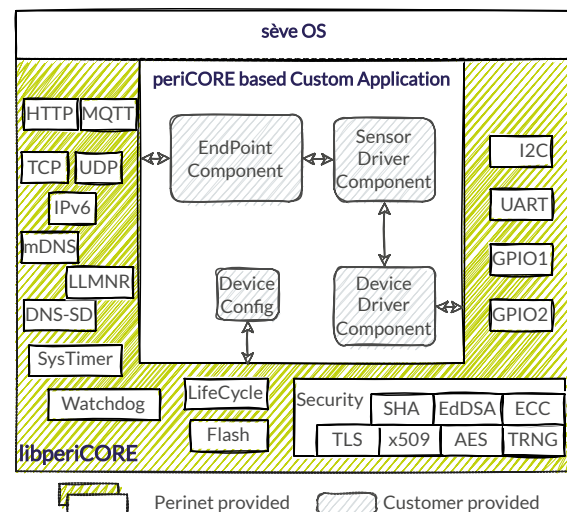 sève OS
periCORE based Custom Application
HTTP
MQTT
TCP
UDP
IPv6
mDNS
LLMNR
DNS-SD
SysTimer
Watchdog
libperiCORE
EndPoint
Component
Sensor
Driver
Component
Device
Config
Device
Driver
Component
I2C
UART
GPIO1
GPIO2
LifeCycle
Flash
Security
SHA
EdDSA
ECC
TLS
x509
AES
TRNG
Perinet provided
Customer provided